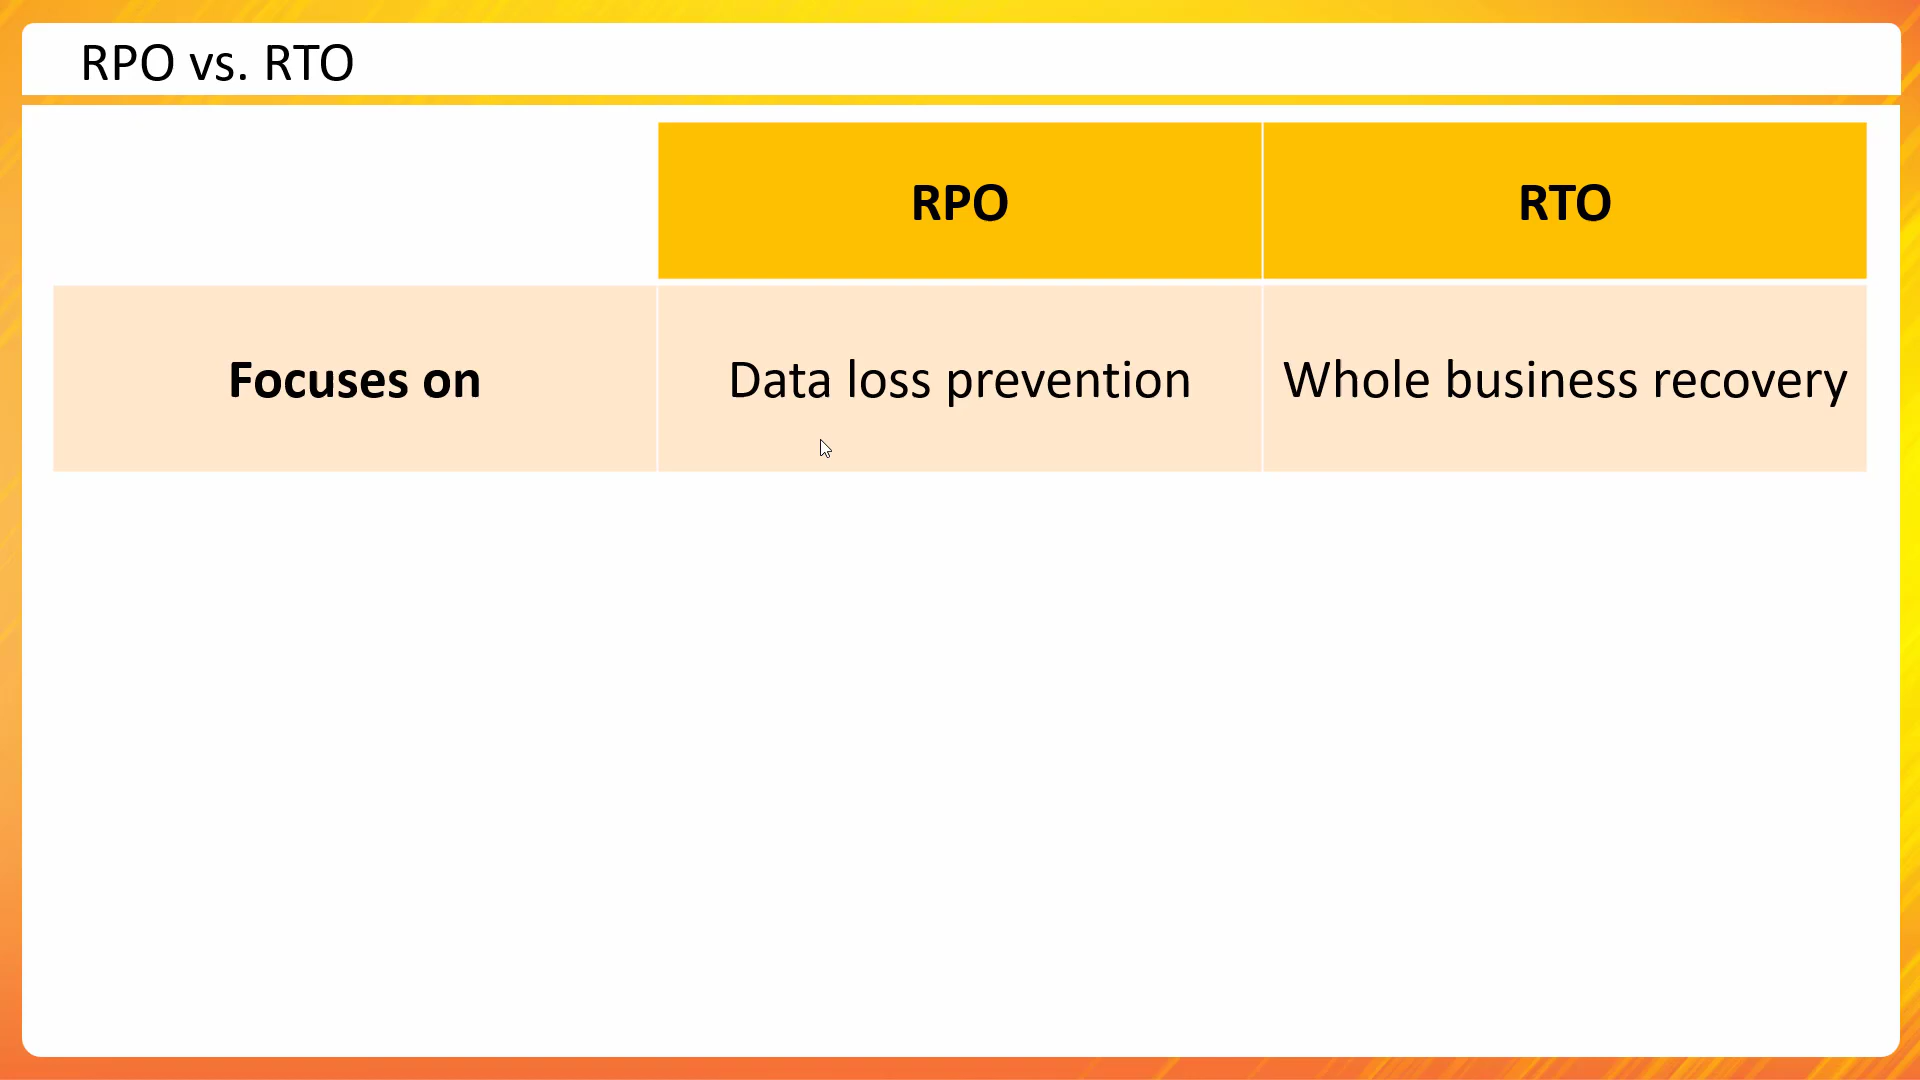 RPO vs. RTO
RPO
RTO
Focuses on
Data loss prevention
Whole business recovery